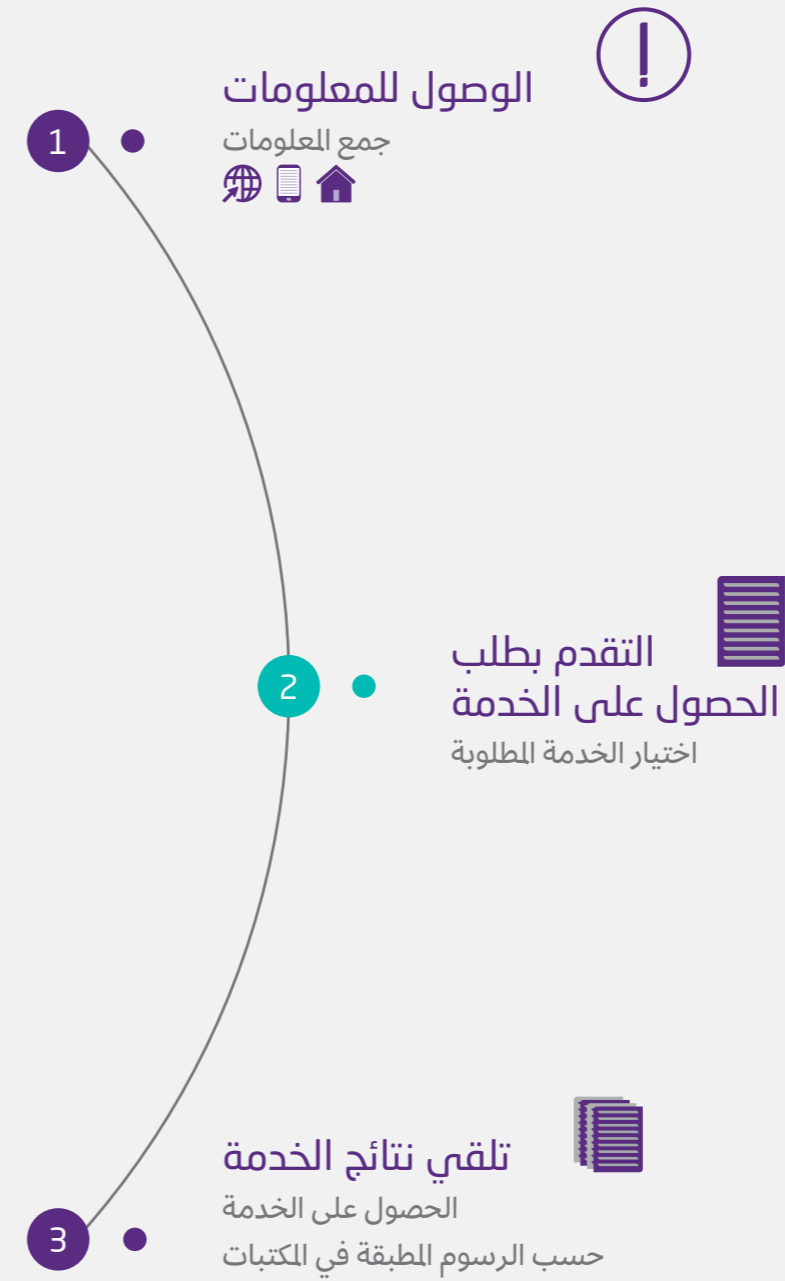 1
الوصول للمعلومات
جمع المعلومات
2
التقدم بطلب
الحصول على الخدمة
اختيار الخدمة المطلوبة
3
تلقي نتائج الخدمة
الحصول على الخدمة
حسب الرسوم المطبقة في المكتبات